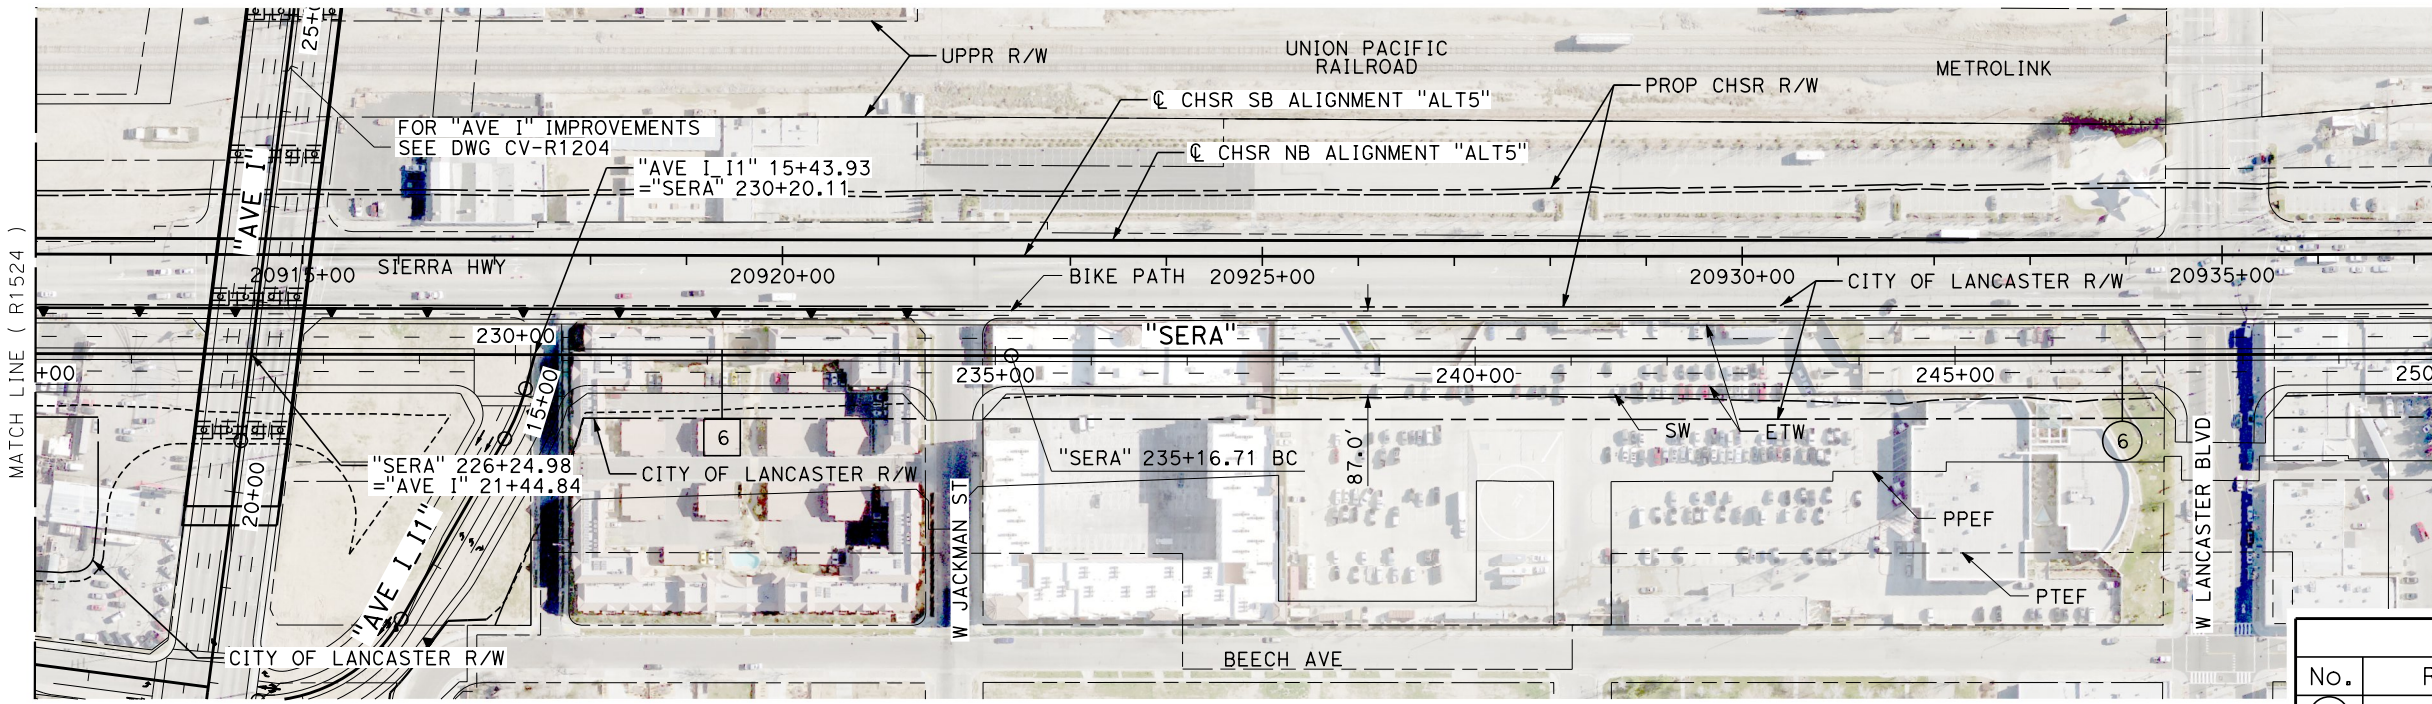 25+
UPPR R/W
UNION PACIFIC
RAILROAD
METROLINK
PROP CHSR R/W
℄ CHSR SB ALIGNMENT "ALT5"
FOR "AVE I" IMPROVEMENTS
SEE DWG CV-R1204
℄ CHSR NB ALIGNMENT "ALT5"
"AVE I_I1" 15+43.93
="SERA" 230+20.11
"AVE I"
MATCH LINE ( R1524 )
SIERRA HWY
20915+00
20920+00
BIKE PATH
20925+00
20930+00
CITY OF LANCASTER R/W
20935+00
230+00
"SERA"
+00
15+00
235+00
240+00
245+00
250
6
SW
ETW
6
87.0'
"SERA" 226+24.98
="AVE I" 21+44.84
CITY OF LANCASTER R/W
"SERA" 235+16.71 BC
20+00
"AVE I_I1"
W JACKMAN ST
PPEF
PTEF
W LANCASTER BLVD
CITY OF LANCASTER R/W
BEECH AVE
No.
R